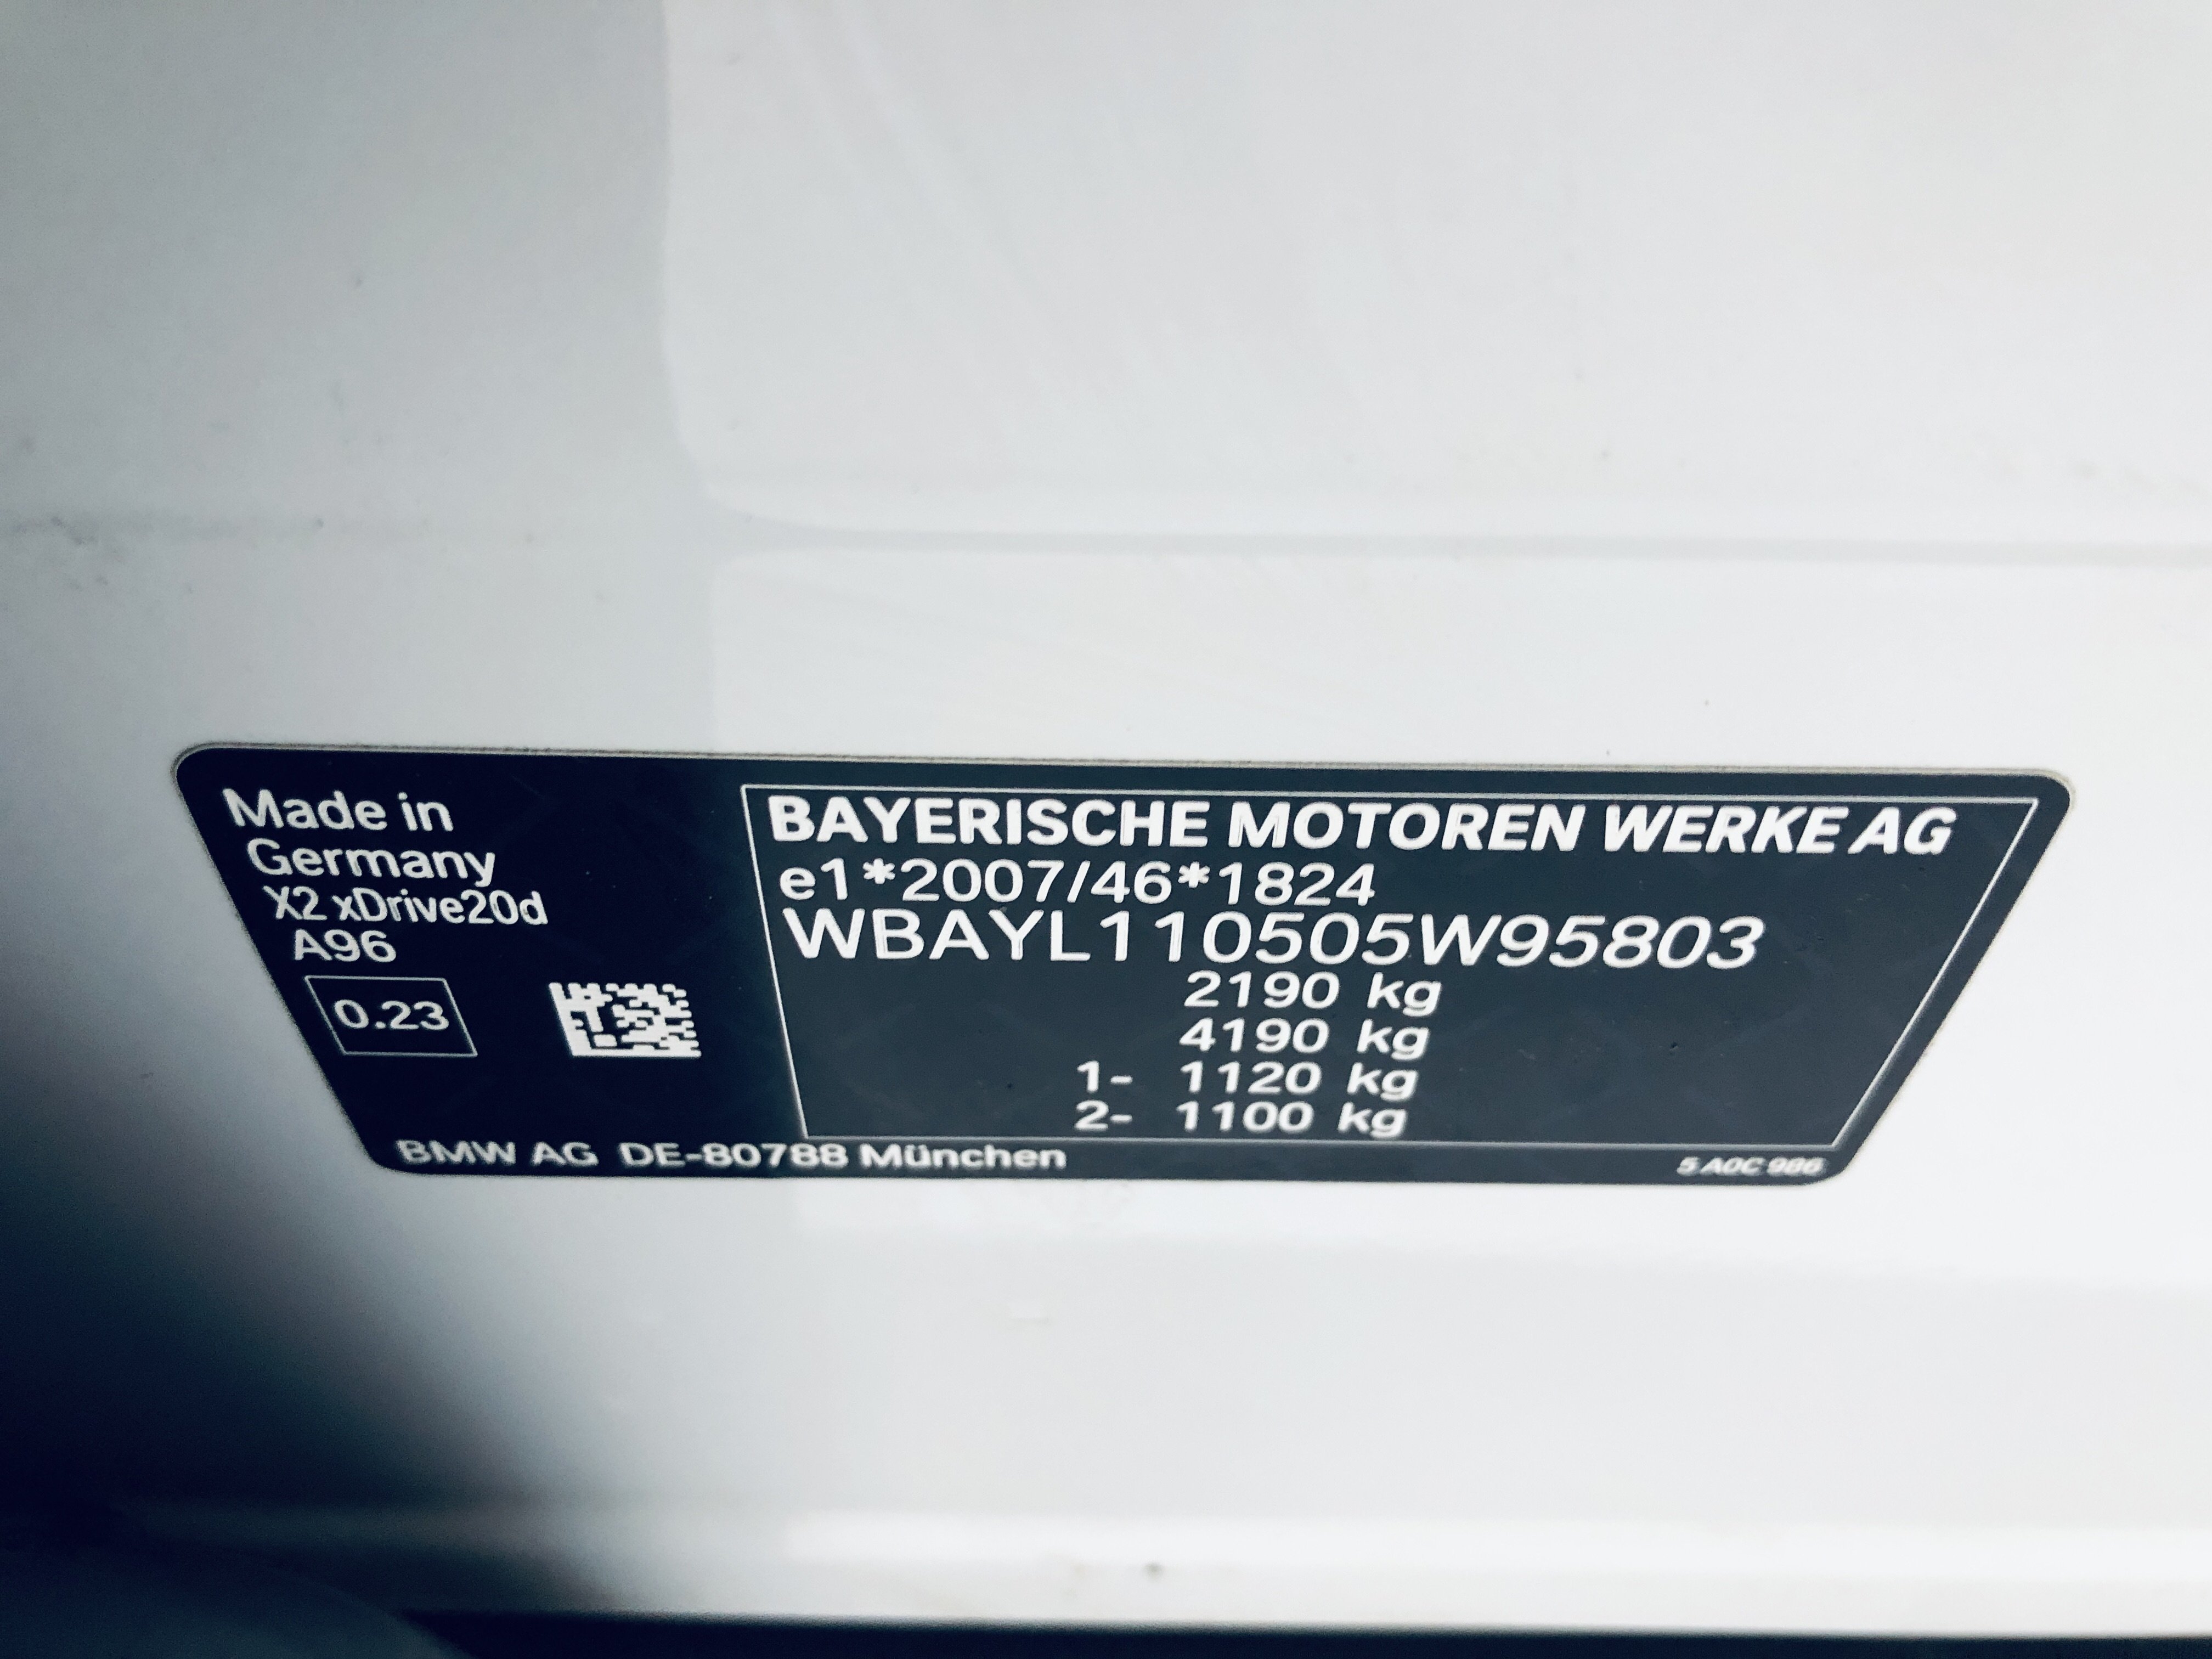 Made in
Germany
X2 xDrive20d
A96
0.23
BAYERISCHE MOTOREN WERKE AG
e1*2007/46*1824
WBAYL110505W95803
2190 kg
4190 kg
1- 1120 kg
2- 1100 kg
BMW AG DE-80788 München
5 A0C 986